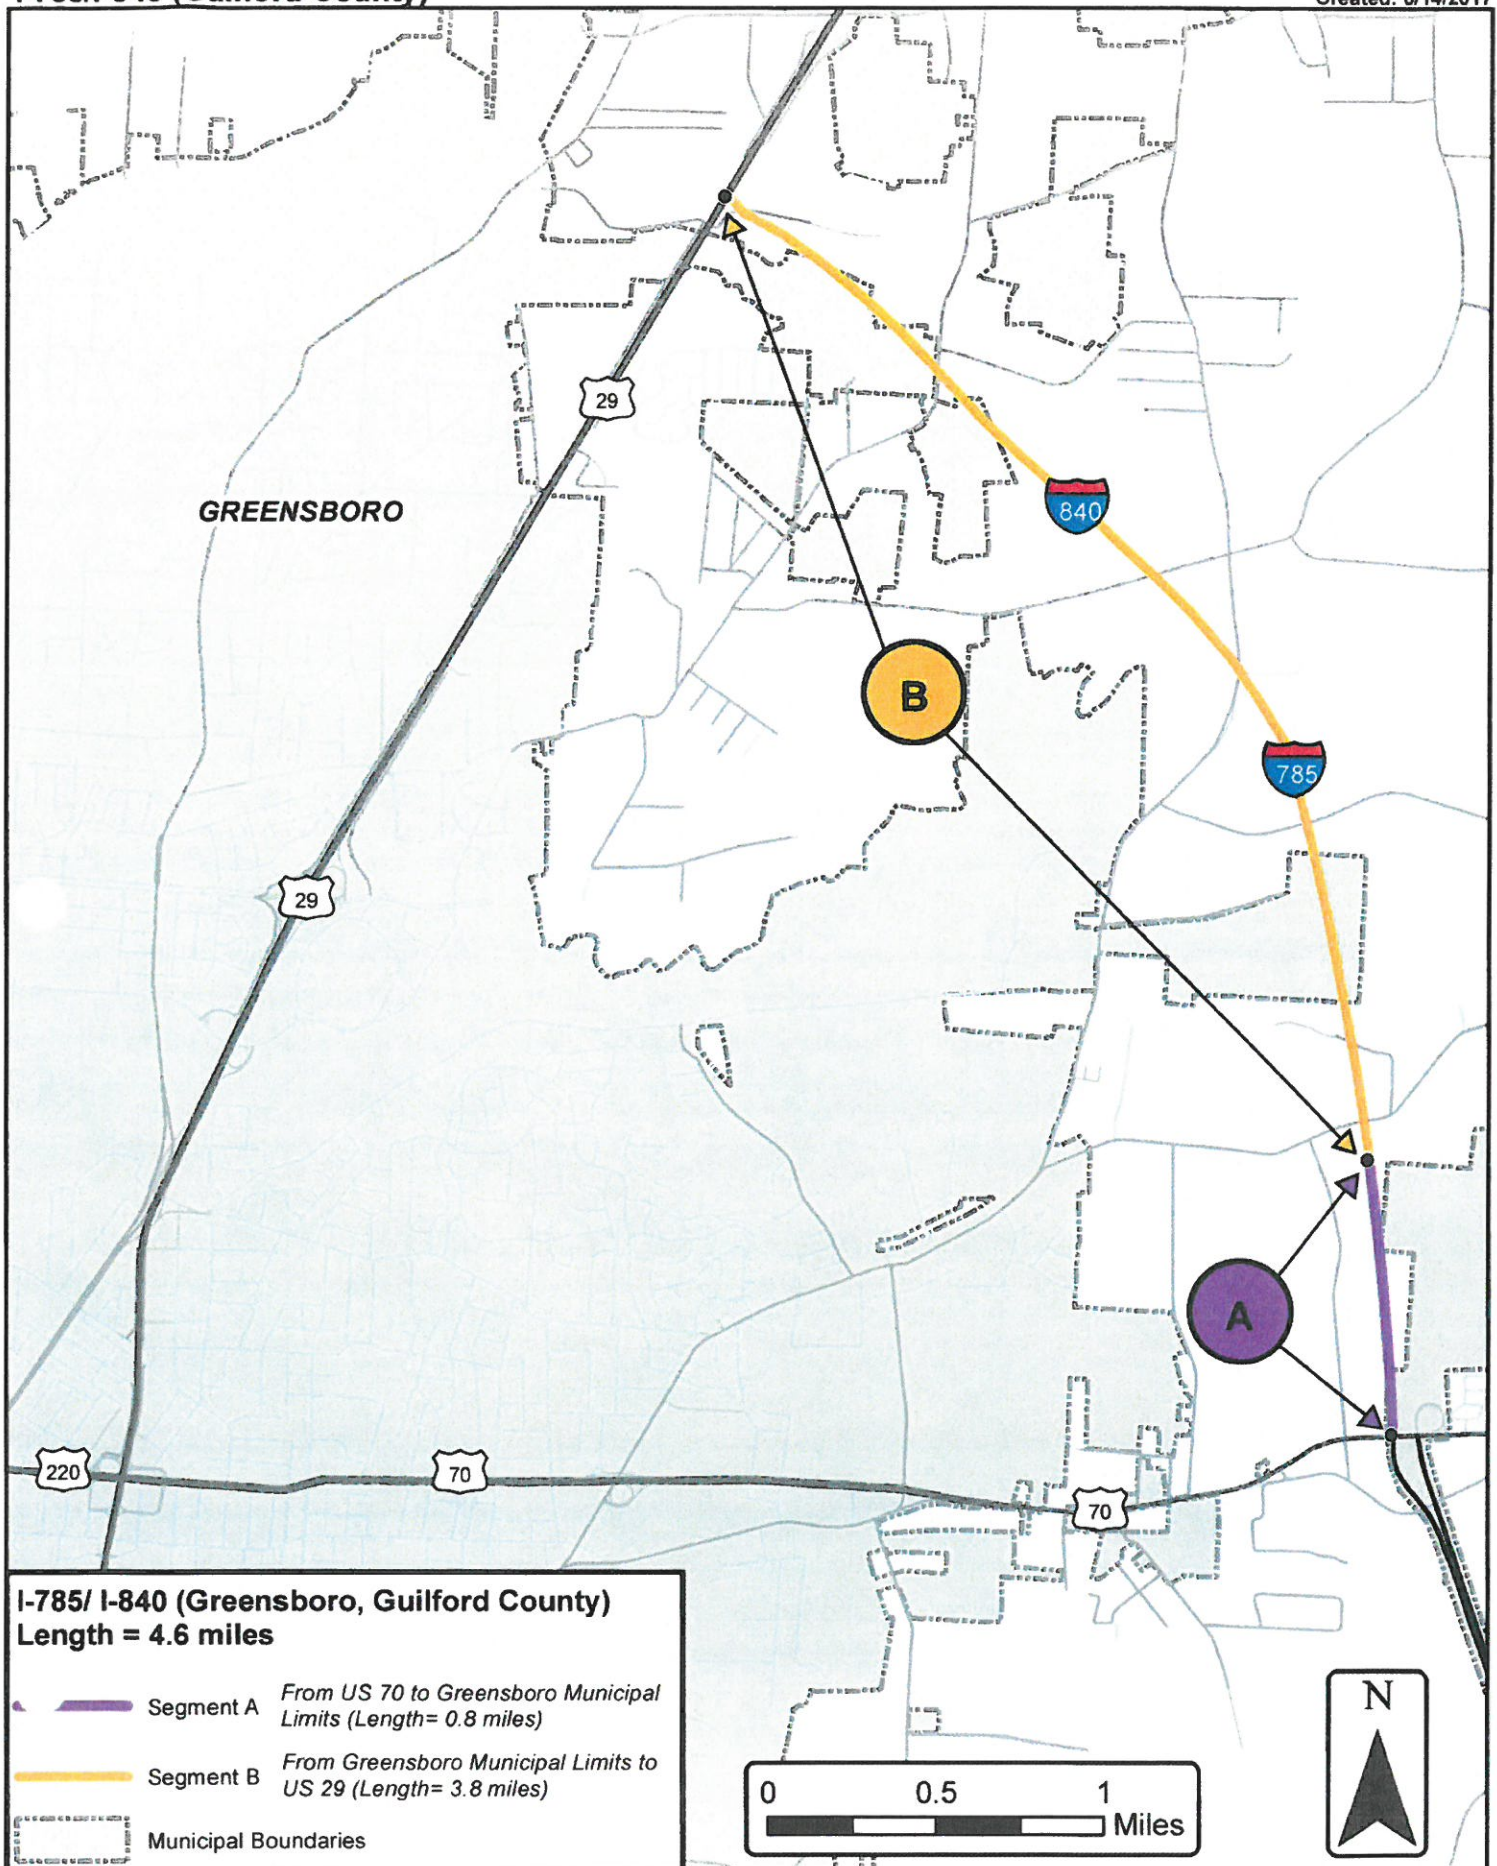 29
840
GREENSBORO
B
785
29
A
220
70
70
I-785/ I-840 (Greensboro, Guilford County)
Length = 4.6 miles
Segment A From US 70 to Greensboro Municipal
Limits (Length= 0.8 miles)
Segment B From Greensboro Municipal Limits to
US 29 (Length= 3.8 miles)
Municipal Boundaries
0 0.5 1
Miles
N